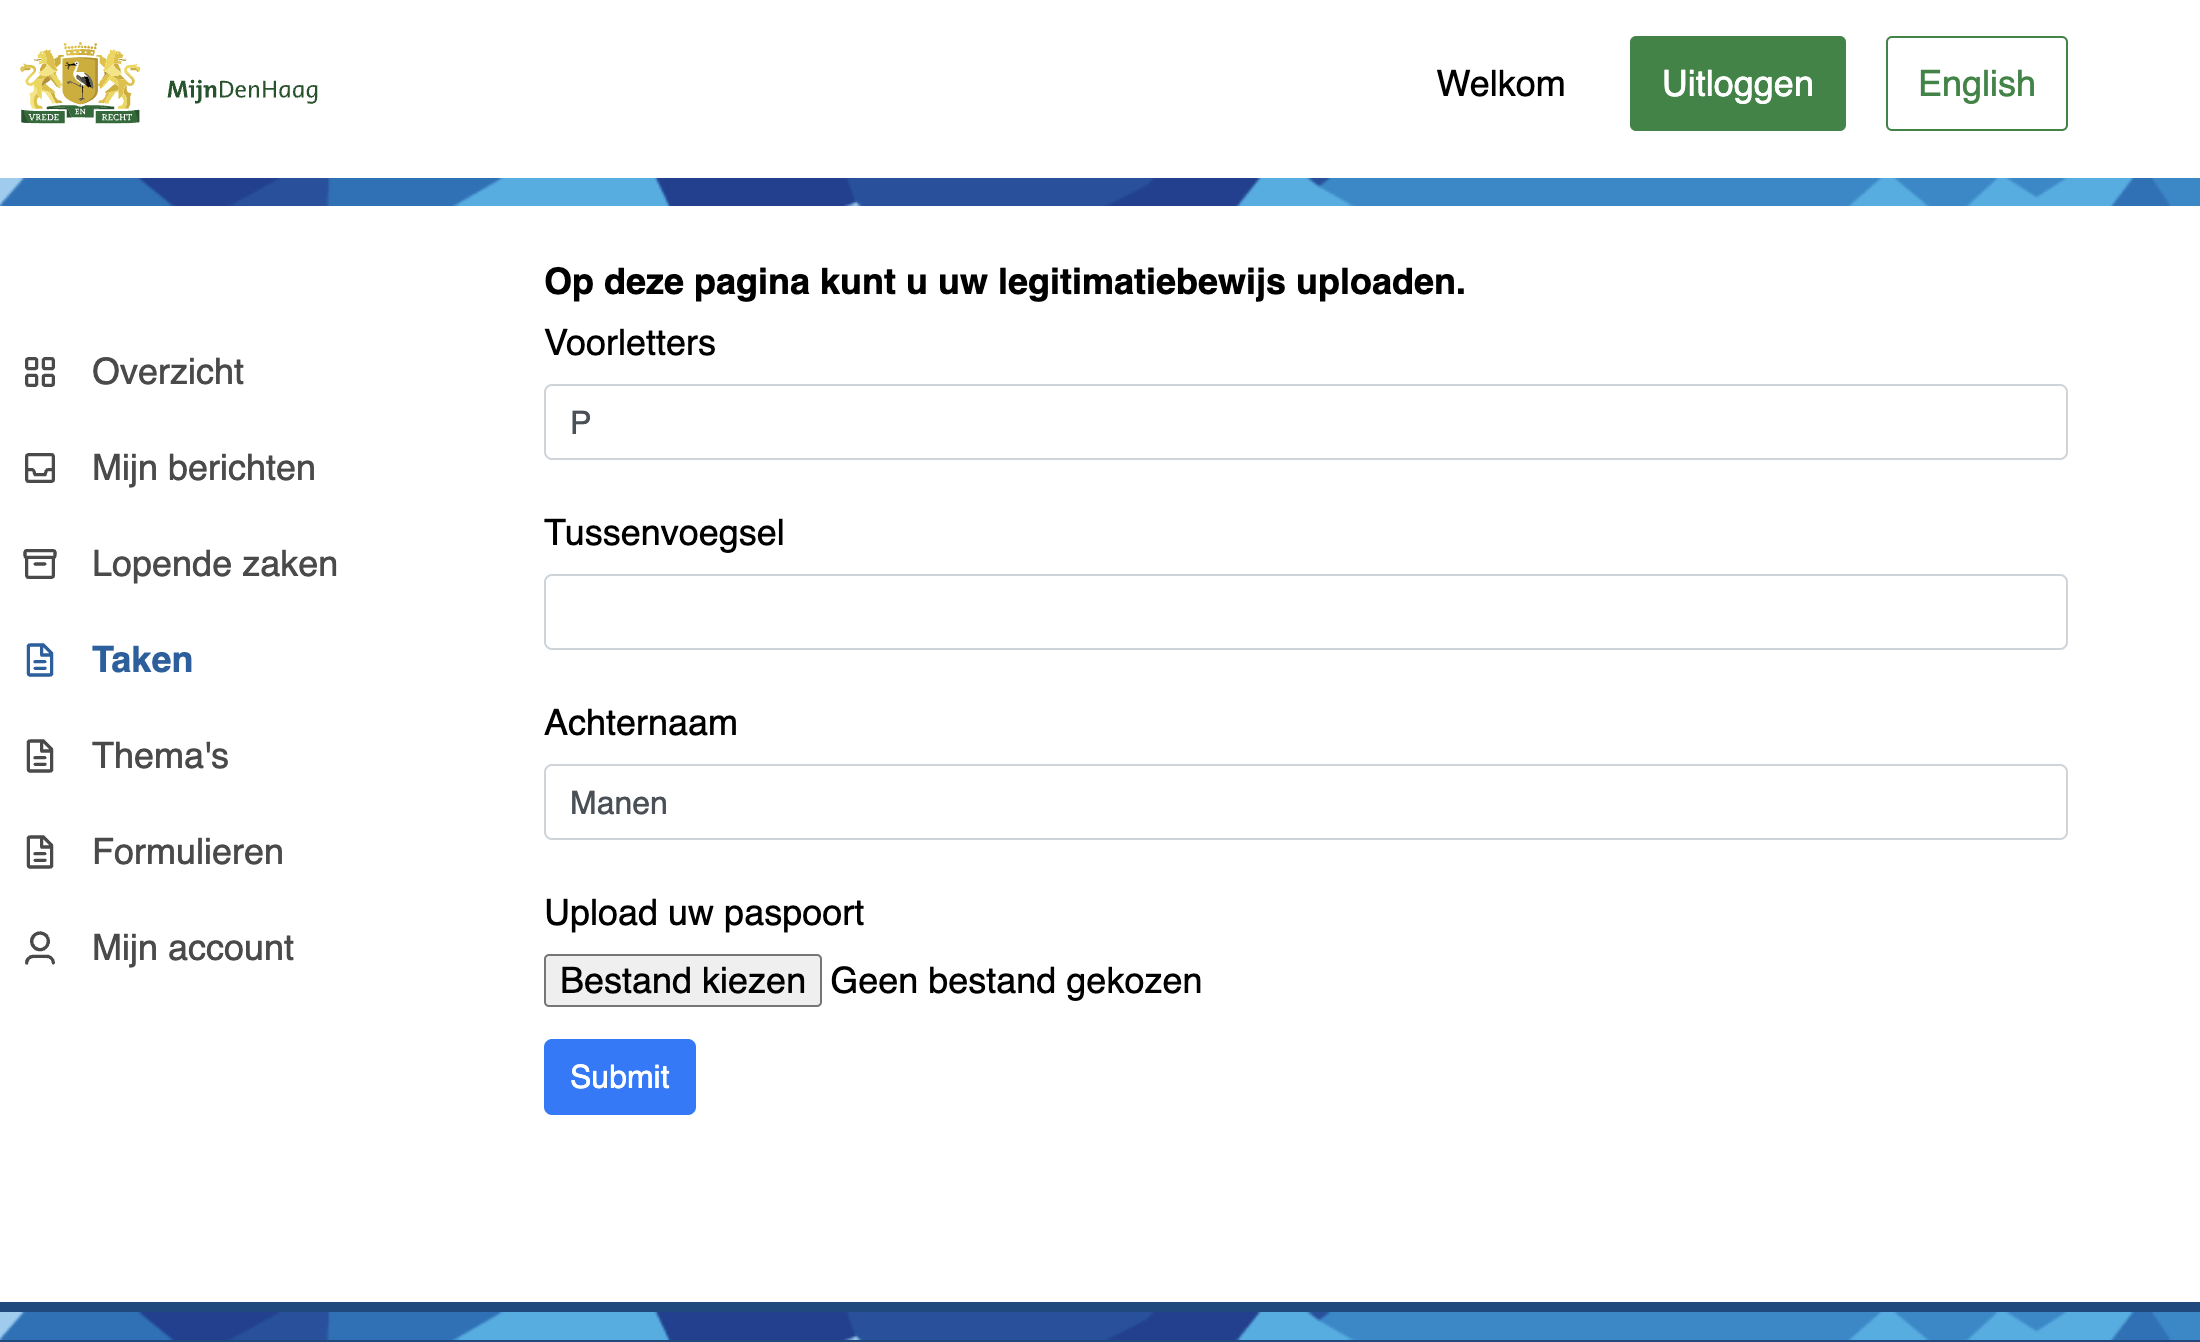 VREDE EN RECHT
MijnDenHaag
Welkom
Uitloggen
English
Overzicht
Mijn berichten
Lopende zaken
Taken
Thema's
Formulieren
Mijn account
Op deze pagina kunt u uw legitimatiebewijs uploaden.
Voorletters
P
Tussenvoegsel
Achternaam
Manen
Upload uw paspoort
Bestand kiezen Geen bestand gekozen
Submit